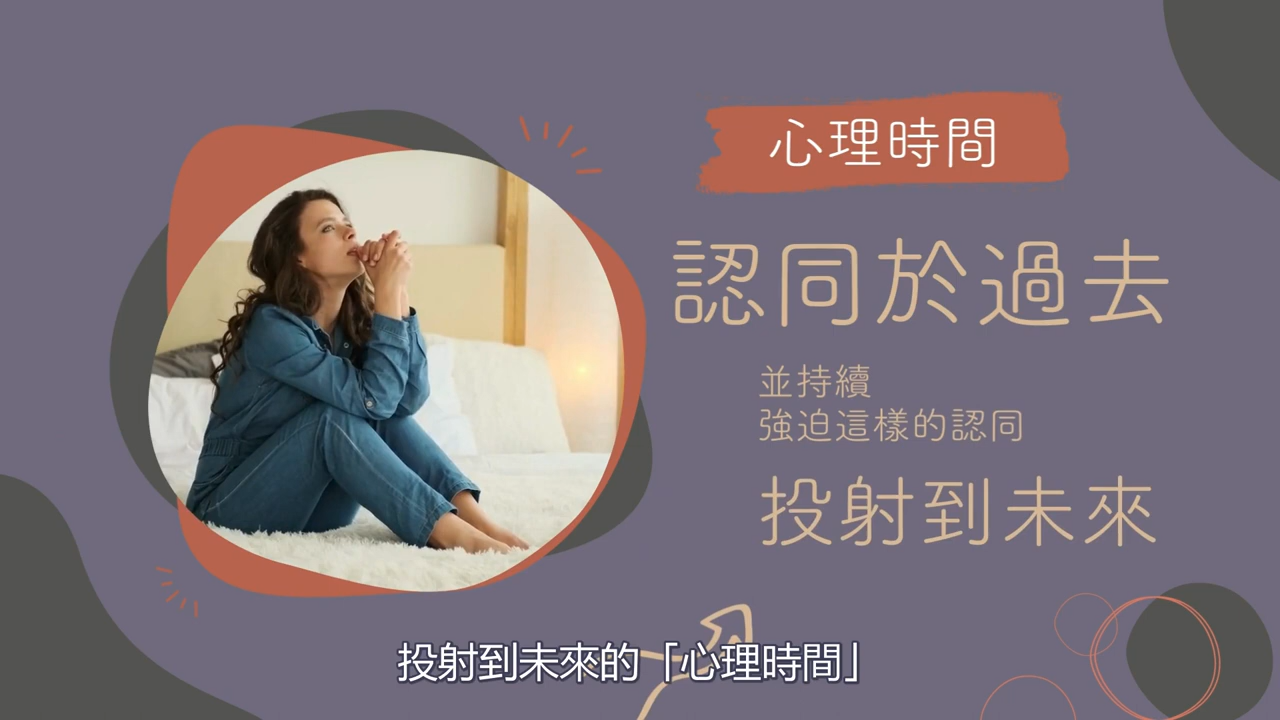 心理時間
認同於過去
並持續
強迫這樣的認同
投射到未來
投射到未來的「心理時間」